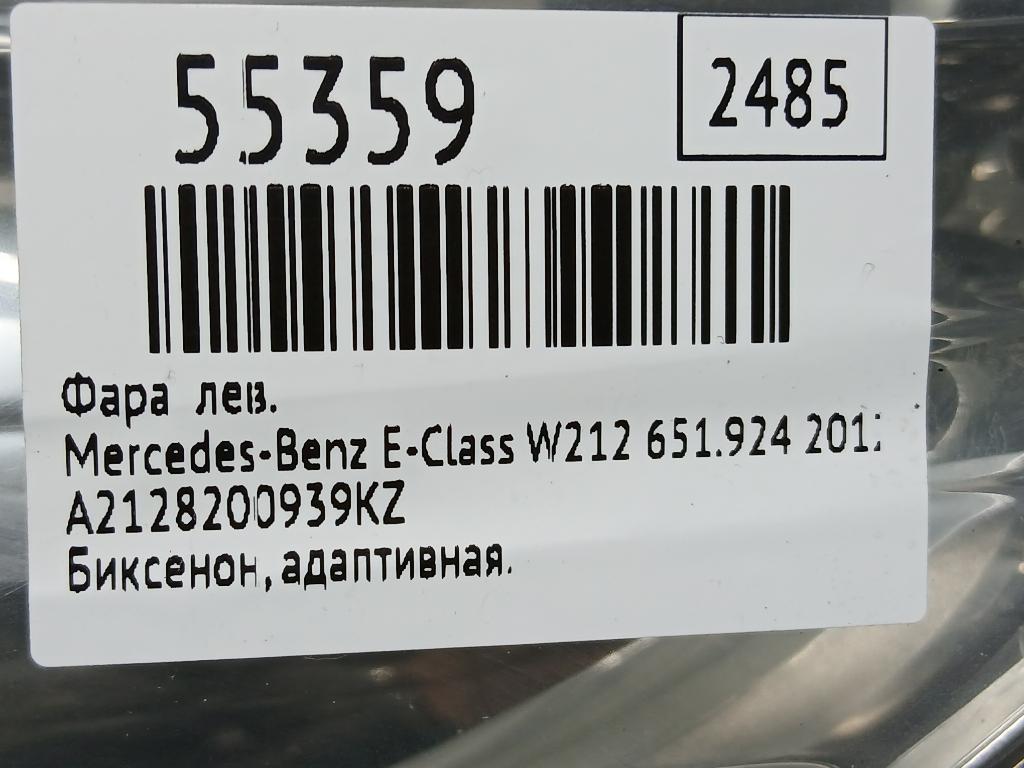 55359
2485
Фара лев.
Mercedes-Benz E-Class W212 651.924
A2128200939KZ
Биксенон, адаптивная.